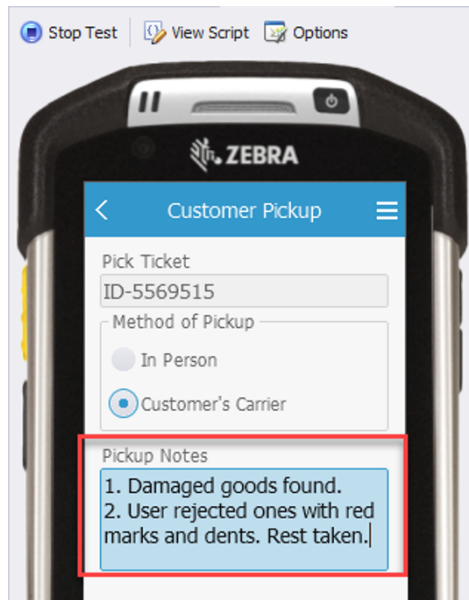 Stop Test View Script Options
ZEBRA
Customer Pickup
Pick Ticket
ID-5569515
Method of Pickup
In Person
Customer's Carrier
Pickup Notes
1. Damaged goods found.
2. User rejected ones with red
marks and dents. Rest taken.